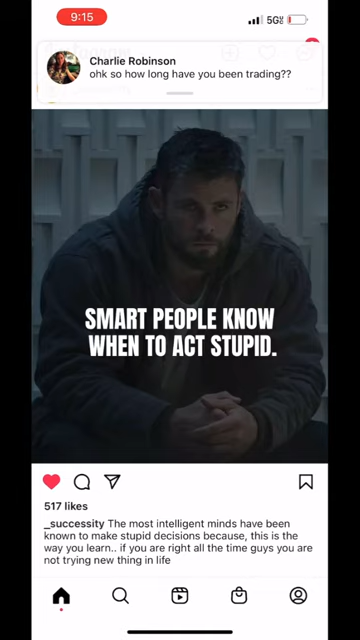 9:15
5G
Charlie Robinson
ohk so how long have you been trading??
SMART PEOPLE KNOW
WHEN TO ACT STUPID.
517 likes
_successity The most intelligent minds have been
known to make stupid decisions because, this is the
way you learn.. if you are right all the time guys you are
not trying new thing in life